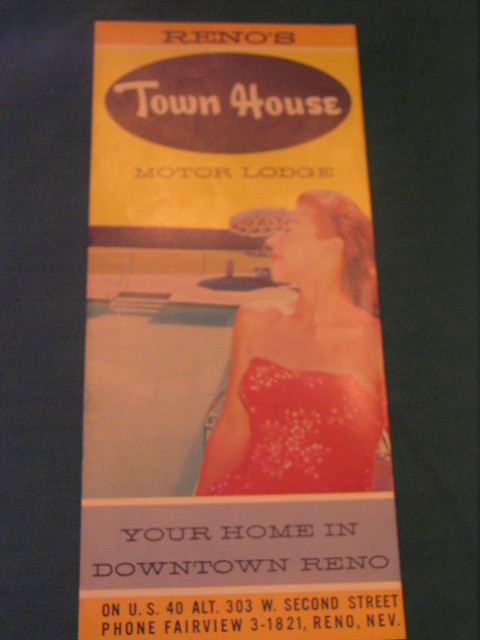 RENO'S
Town House
MOTOR LODGE
YOUR HOME IN
DOWNTOWN RENO
ON U.S. 40 ALT. 303 W. SECOND STREET
PHONE FAIRVIEW 3-1821, RENO, NEV.